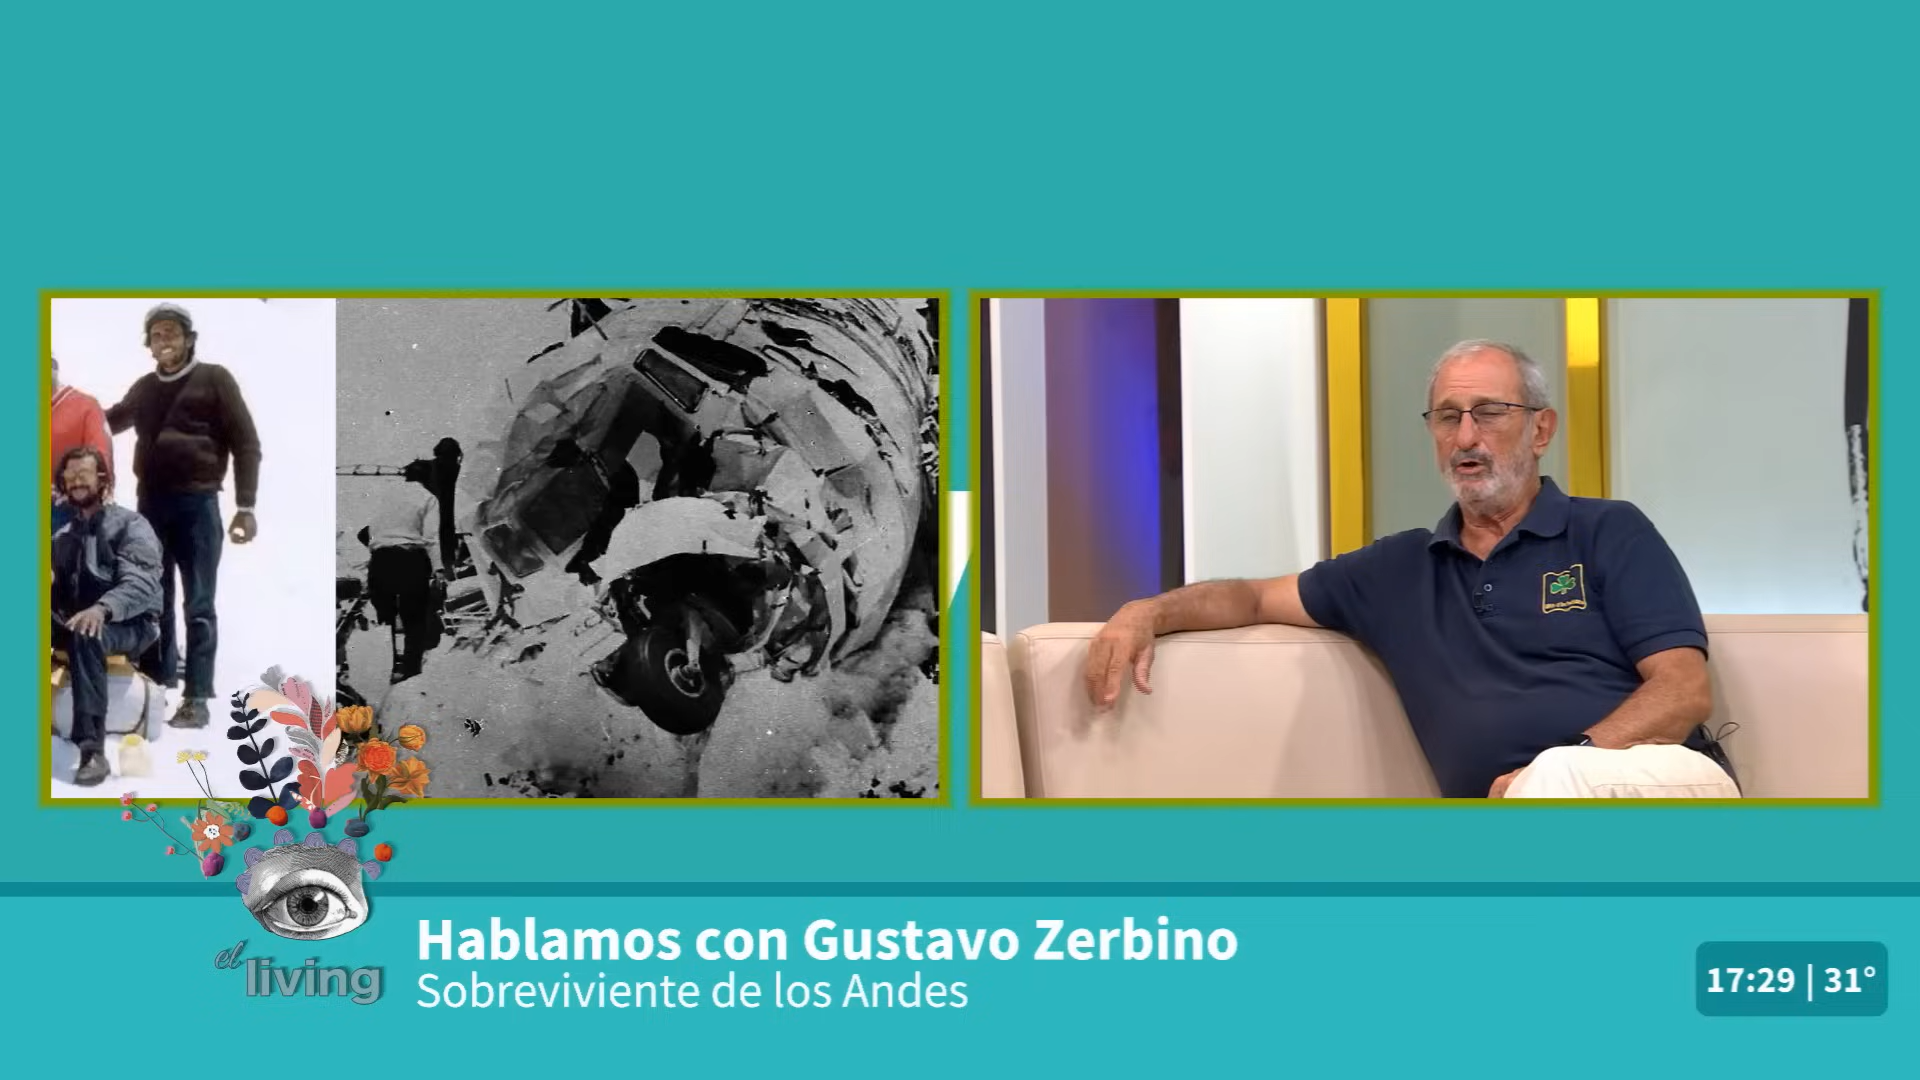 Hablamos con Gustavo Zerbino
Sobreviviente de los Andes
el living
17:29 | 31°